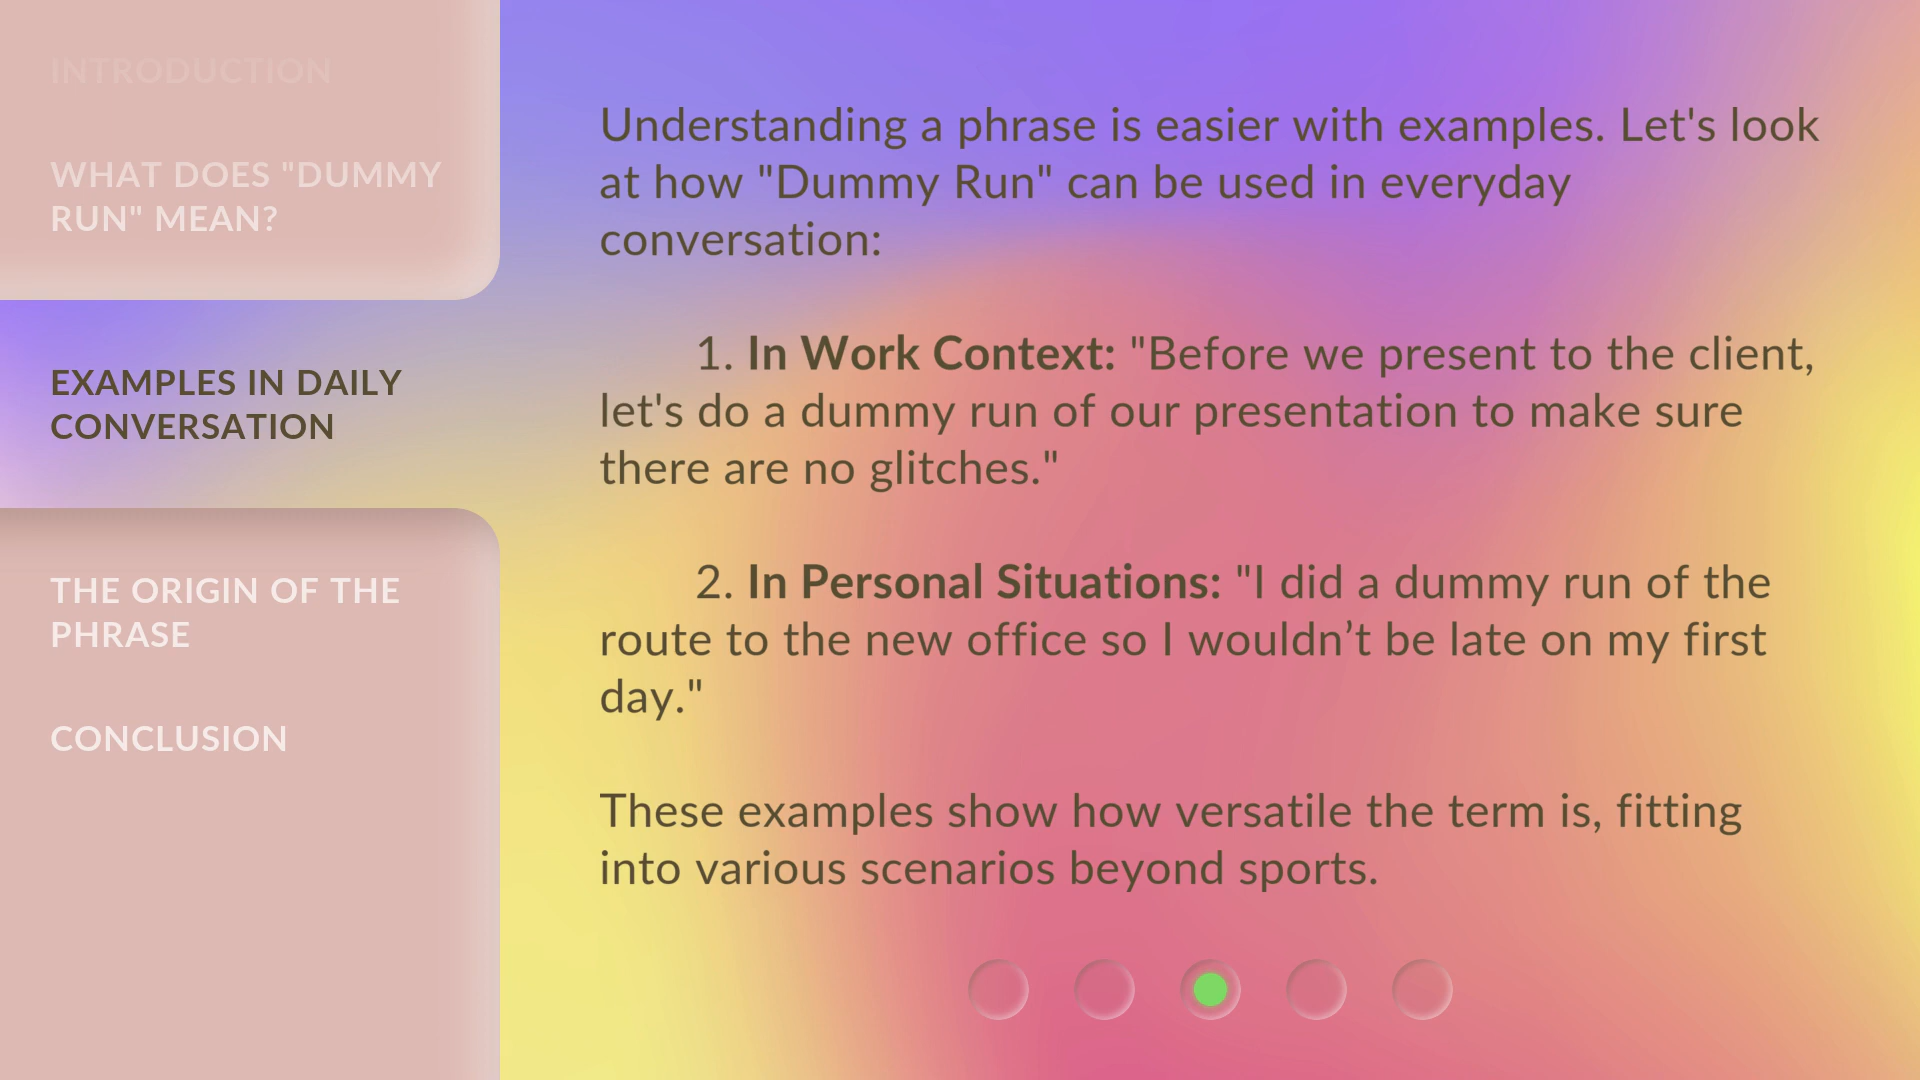 INTRODUCTION
WHAT DOES "DUMMY
RUN" MEAN?
EXAMPLES IN DAILY
CONVERSATION
THE ORIGIN OF THE
PHRASE
CONCLUSION
Understanding a phrase is easier with examples. Let's look
at how "Dummy Run" can be used in everyday
conversation:
1. In Work Context: "Before we present to the client,
let's do a dummy run of our presentation to make sure
there are no glitches."
2. In Personal Situations: "I did a dummy run of the
route to the new office so I wouldn’t be late on my first
day."
These examples show how versatile the term is, fitting
into various scenarios beyond sports.